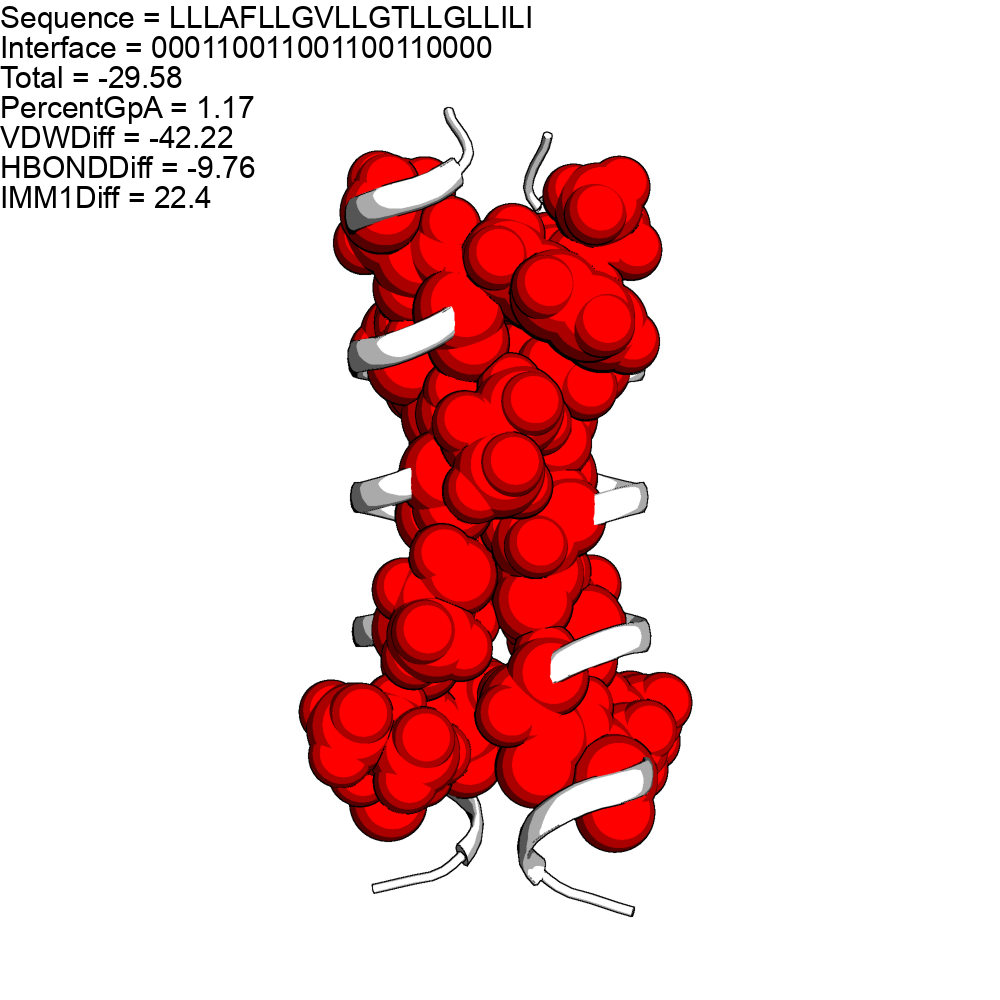 Sequence = LLLAFLLGVLLGTLLGLLILI
Interface = 000110011001100110000
Total = -29.58
PercentGpA = 1.17
VDWDiff = -42.22
HBONDDiff = -9.76
IMM1Diff = 22.4